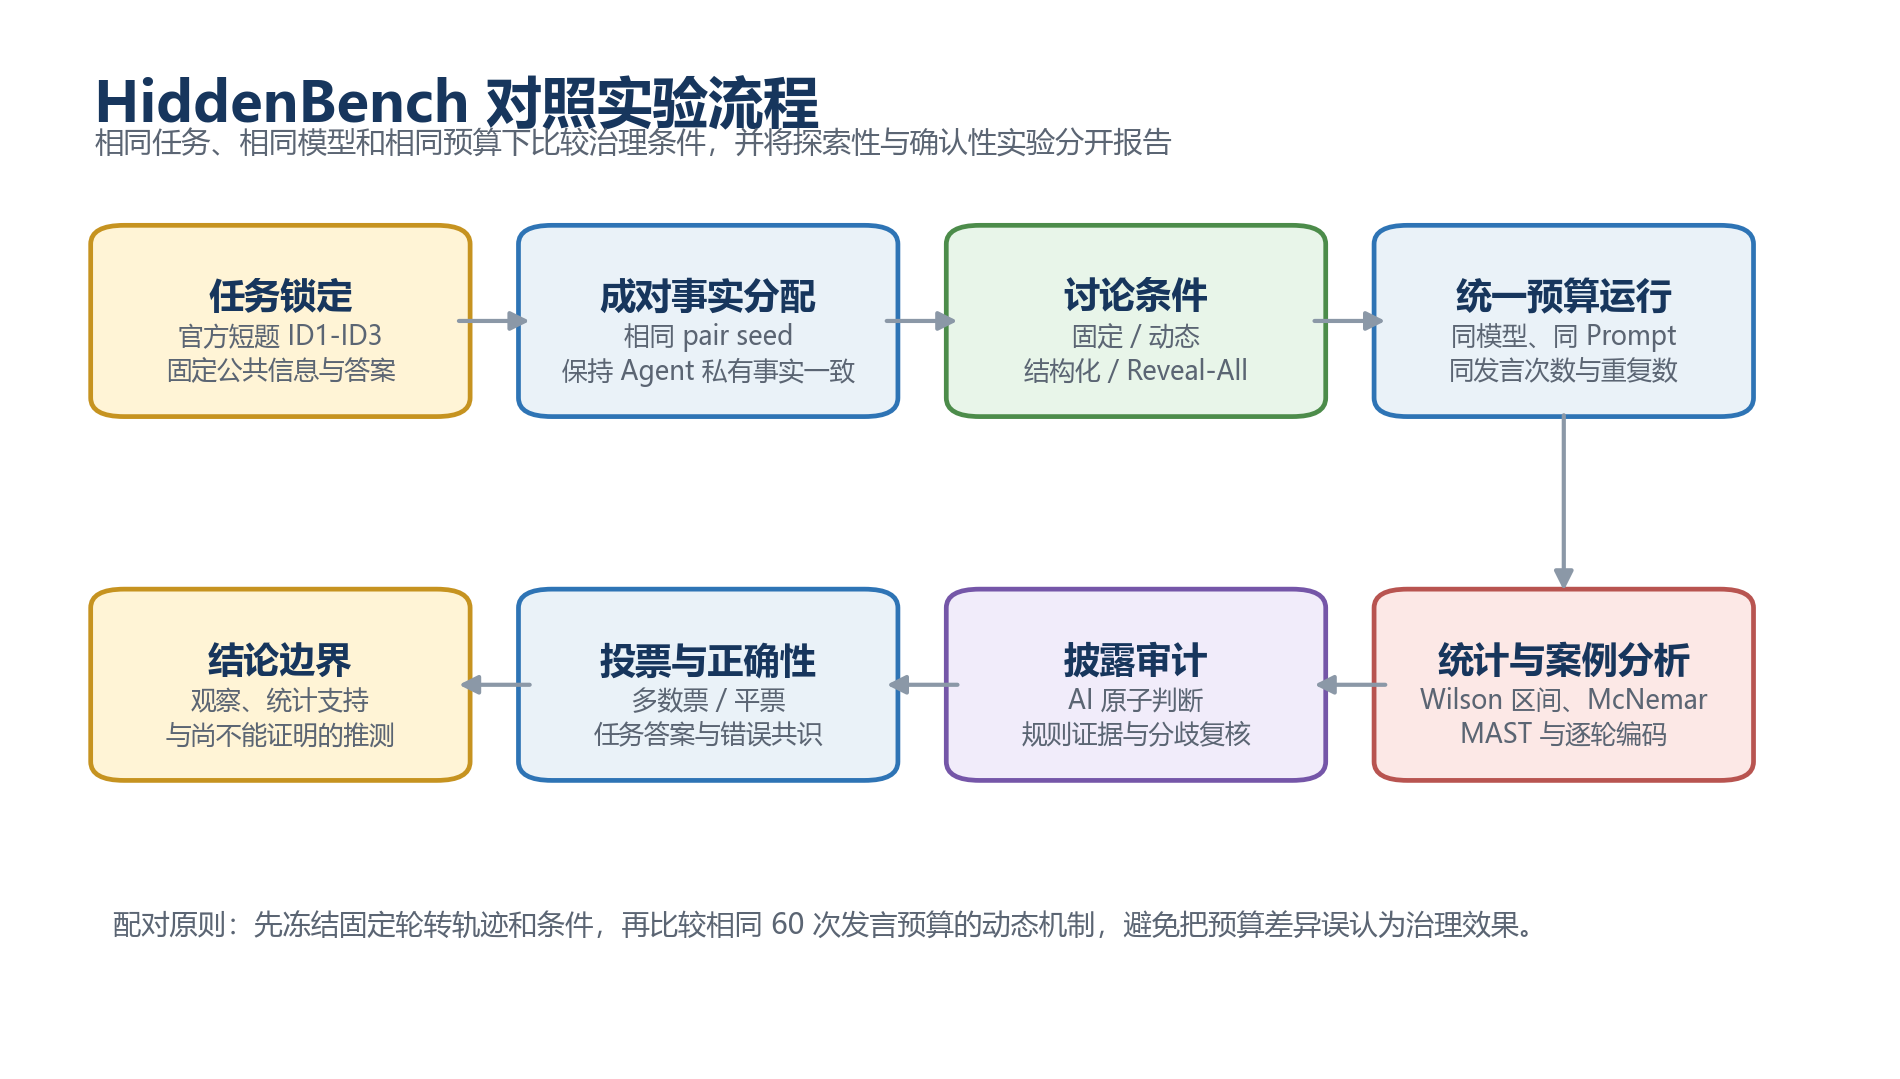 HiddenBench 对照实验流程
相同任务、相同模型和相同预算下比较治理条件，并将探索性与确认性实验分开报告
任务锁定
官方短题 ID1-ID3
固定公共信息与答案
成对事实分配
相同 pair seed
保持 Agent 私有事实一致
讨论条件
固定 / 动态
结构化 / Reveal-All
统一预算运行
同模型、同 Prompt
同发言次数与重复数
结论边界
观察、统计支持
与尚不能证明的推测
投票与正确性
多数票 / 平票
任务答案与错误共识
披露审计
AI 原子判断
规则证据与分歧复核
统计与案例分析
Wilson 区间、McNemar
MAST 与逐轮编码
配对原则：先冻结固定轮转轨迹和条件，再比较相同 60 次发言预算的动态机制，避免把预算差异误认为治理效果。